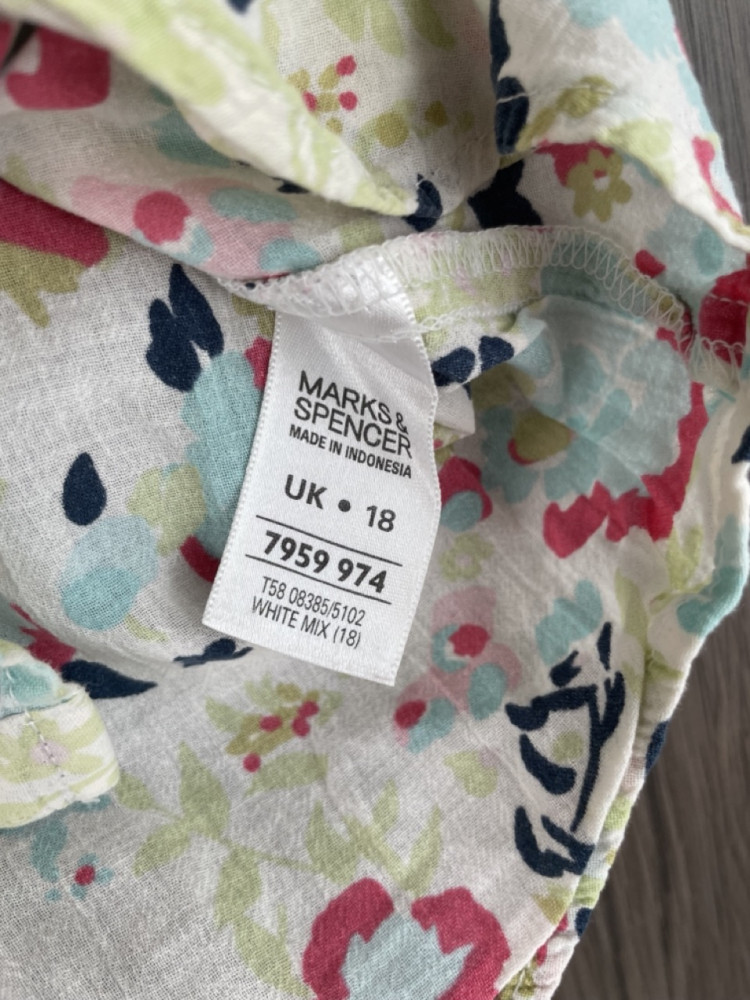 MARKS &
SPENCER
MADE IN INDONESIA
UK • 18
7959 974
T58 08385/5102
WHITE MIX (18)